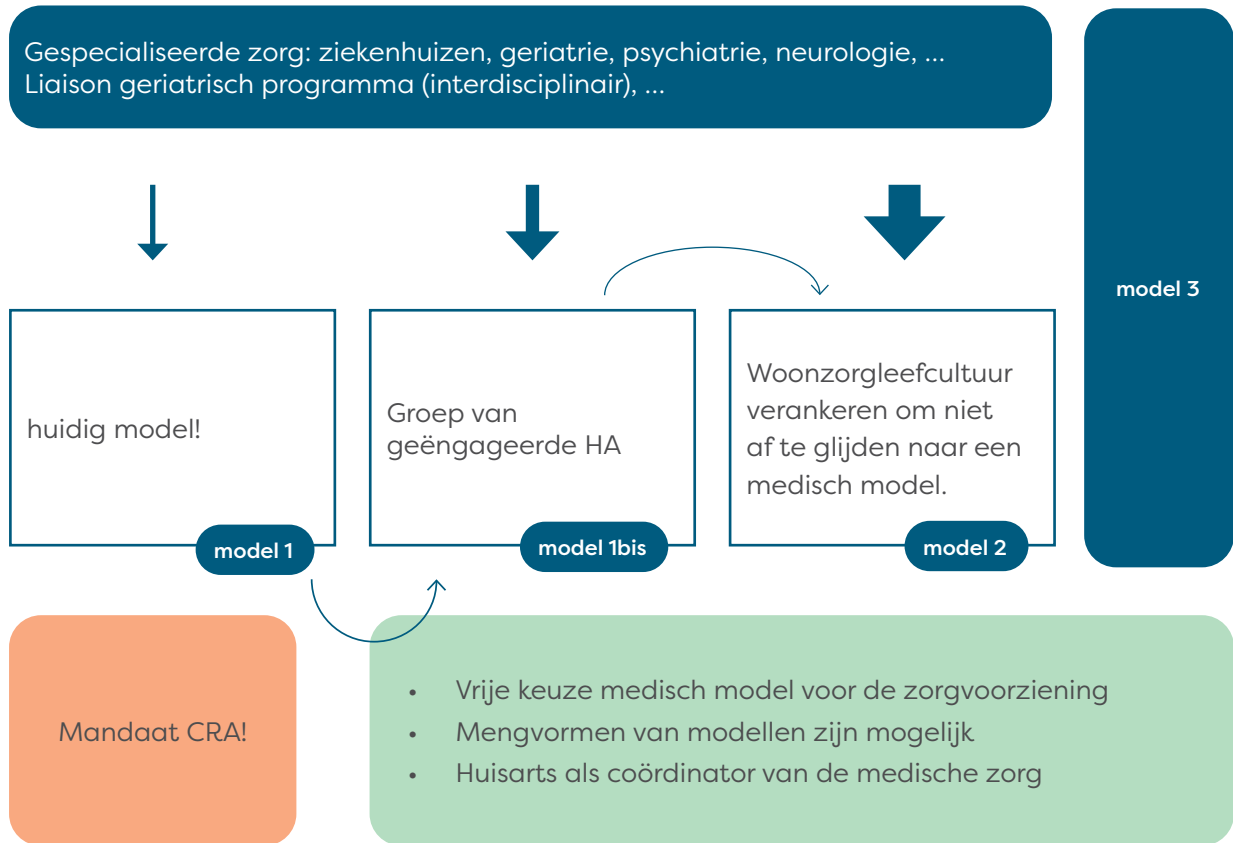 Gespecialiseerde zorg: ziekenhuizen, geriatrie, psychiatrie, neurologie, ...
Liaison geriatrisch programma (interdisciplinair), ...
model 3
huidig model!
model 1
Groep van
geëngageerde HA
model 1bis
Woonzorgleefcultuur
verankeren om niet
af te glijden naar een
medisch model.
model 2
Mandaat CRA!
• Vrije keuze medisch model voor de zorgvoorziening
• Mengvormen van modellen zijn mogelijk
• Huisarts als coördinator van de medische zorg